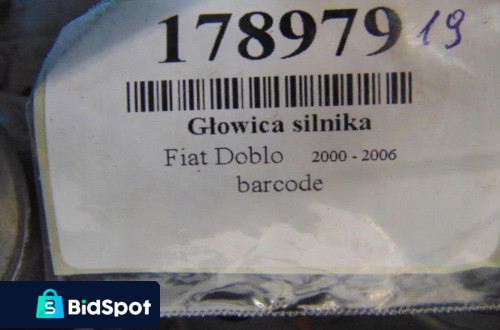 178979 19
Głowica silnika
Fiat Doblo 2000 - 2006
barcode
S BidSpot